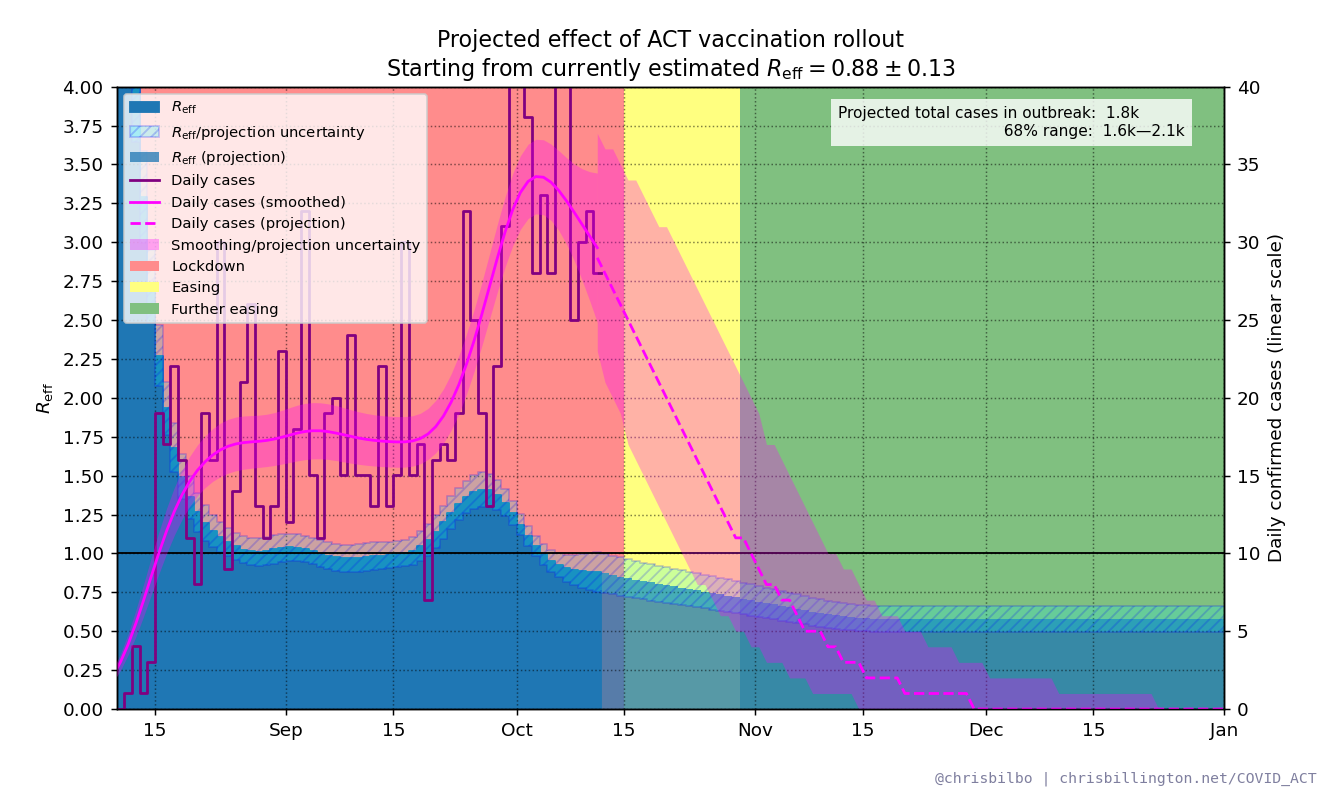 Projected effect of ACT vaccination rollout
Starting from currently estimated Reff = 0.88 ± 0.13
4.00
3.75
3.50
3.25
3.00
2.75
2.50
2.25
2.00
1.75
1.50
1.25
1.00
0.75
0.50
0.25
0.00
Reff
Reff
Reff/projection uncertainty
Reff (projection)
Daily cases
Daily cases (smoothed)
Daily cases (projection)
Smoothing/projection uncertainty
Lockdown
Easing
Further easing
Projected total cases in outbreak: 1.8k
68% range: 1.6k—2.1k
40
35
30
25
20
15
10
5
0
Daily confirmed cases (linear scale)
15 Sep 15 Oct 15 Nov 15 Dec 15 Jan
@chrisbilbo | chrisbillington.net/COVID_ACT